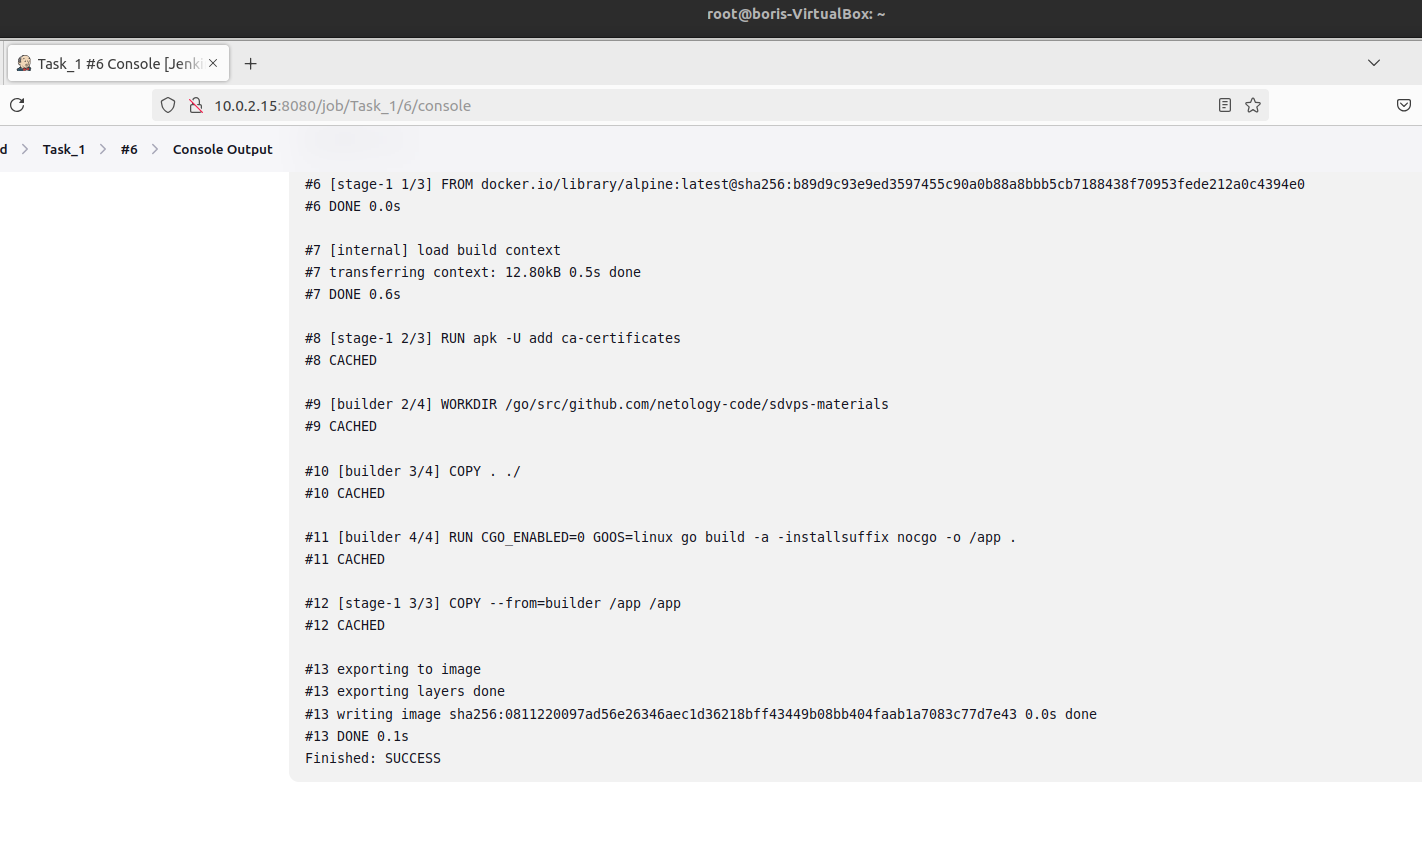 root@boris-VirtualBox: ~
Task_1 #6 Console [Jenki
10.0.2.15:8080/job/Task_1/6/console
d > Task_1 > #6 > Console Output
#6 [stage-1 1/3] FROM docker.io/library/alpine:latest@sha256:b89d9c93e9ed3597455c90a0b88a8bbb5cb7188438f70953fede212a0c4394e0
#6 DONE 0.0s
#7 [internal] load build context
#7 transferring context: 12.80kB 0.5s done
#7 DONE 0.6s
#8 [stage-1 2/3] RUN apk -U add ca-certificates
#8 CACHED
#9 [builder 2/4] WORKDIR /go/src/github.com/netology-code/sdvps-materials
#9 CACHED
#10 [builder 3/4] COPY . ./
#10 CACHED
#11 [builder 4/4] RUN CGO_ENABLED=0 GOOS=linux go build -a -installsuffix nocgo -o /app .
#11 CACHED
#12 [stage-1 3/3] COPY --from=builder /app /app
#12 CACHED
#13 exporting to image
#13 exporting layers done
#13 writing image sha256:0811220097ad56e26346aec1d36218bff43449b08bb404faab1a7083c77d7e43 0.0s done
#13 DONE 0.1s
Finished: SUCCESS